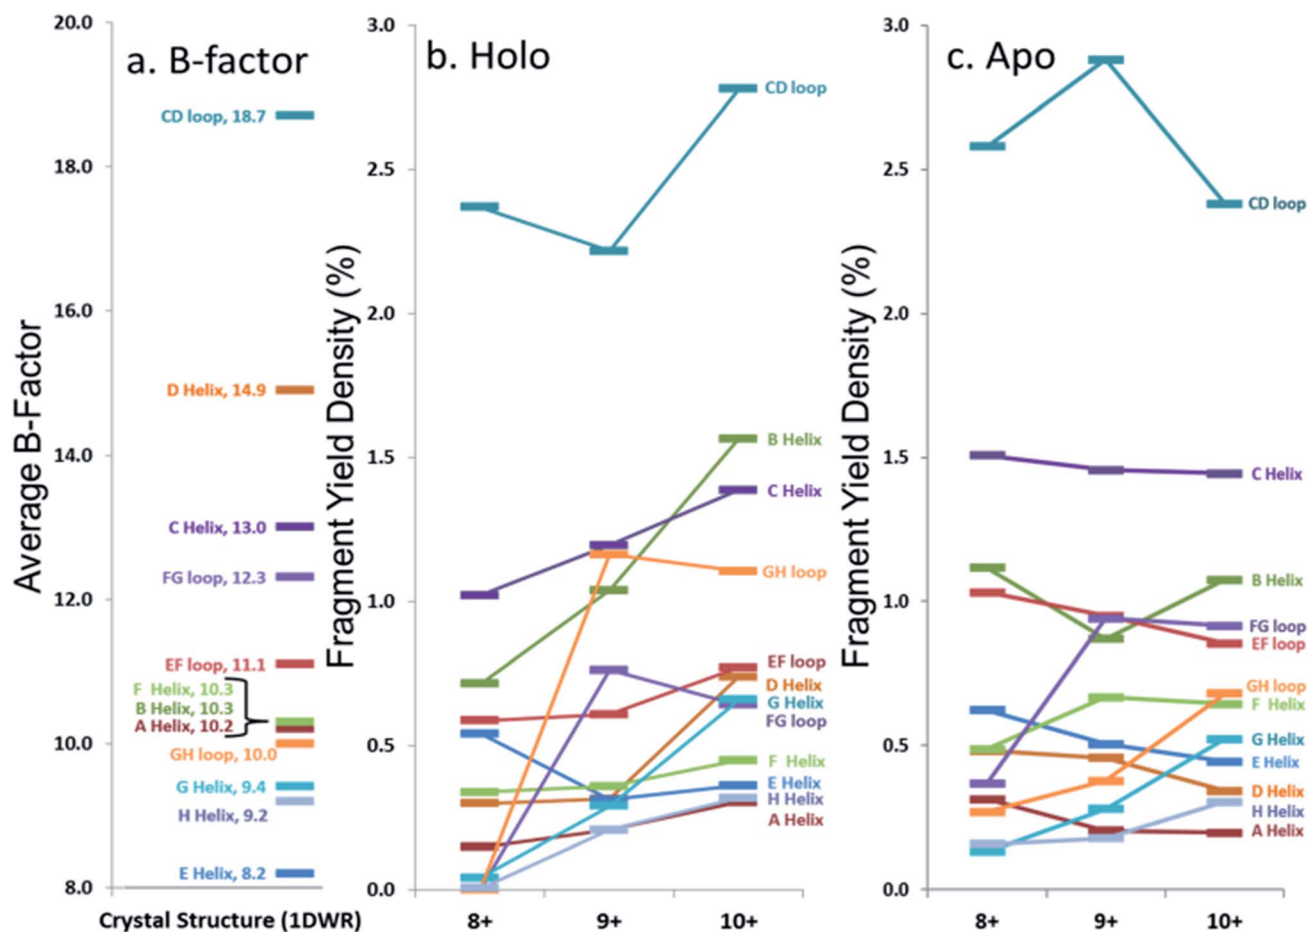 a. B-factor
Average B-Factor
20.0
18.0
16.0
14.0
12.0
10.0
8.0
CD loop, 18.7
D Helix, 14.9
C Helix, 13.0
FG loop, 12.3
EF loop, 11.1
F Helix, 10.3
B Helix, 10.3
A Helix, 10.2
GH loop, 10.0
G Helix, 9.4
H Helix, 9.2
E Helix, 8.2
Crystal Structure (1DWR)
b. Holo
Fragment Yield Density (%)
3.0
2.5
2.0
1.5
1.0
0.5
0.0
CD loop
B Helix
C Helix
GH loop
EF loop
D Helix
G Helix
FG loop
F Helix
E Helix
H Helix
A Helix
8+ 9+ 10+
c. Apo
Fragment Yield Density (%)
3.0
2.5
2.0
1.5
1.0
0.5
0.0
CD loop
C Helix
B Helix
FG loop
EF loop
GH loop
F Helix
G Helix
E Helix
D Helix
H Helix
A Helix
8+ 9+ 10+